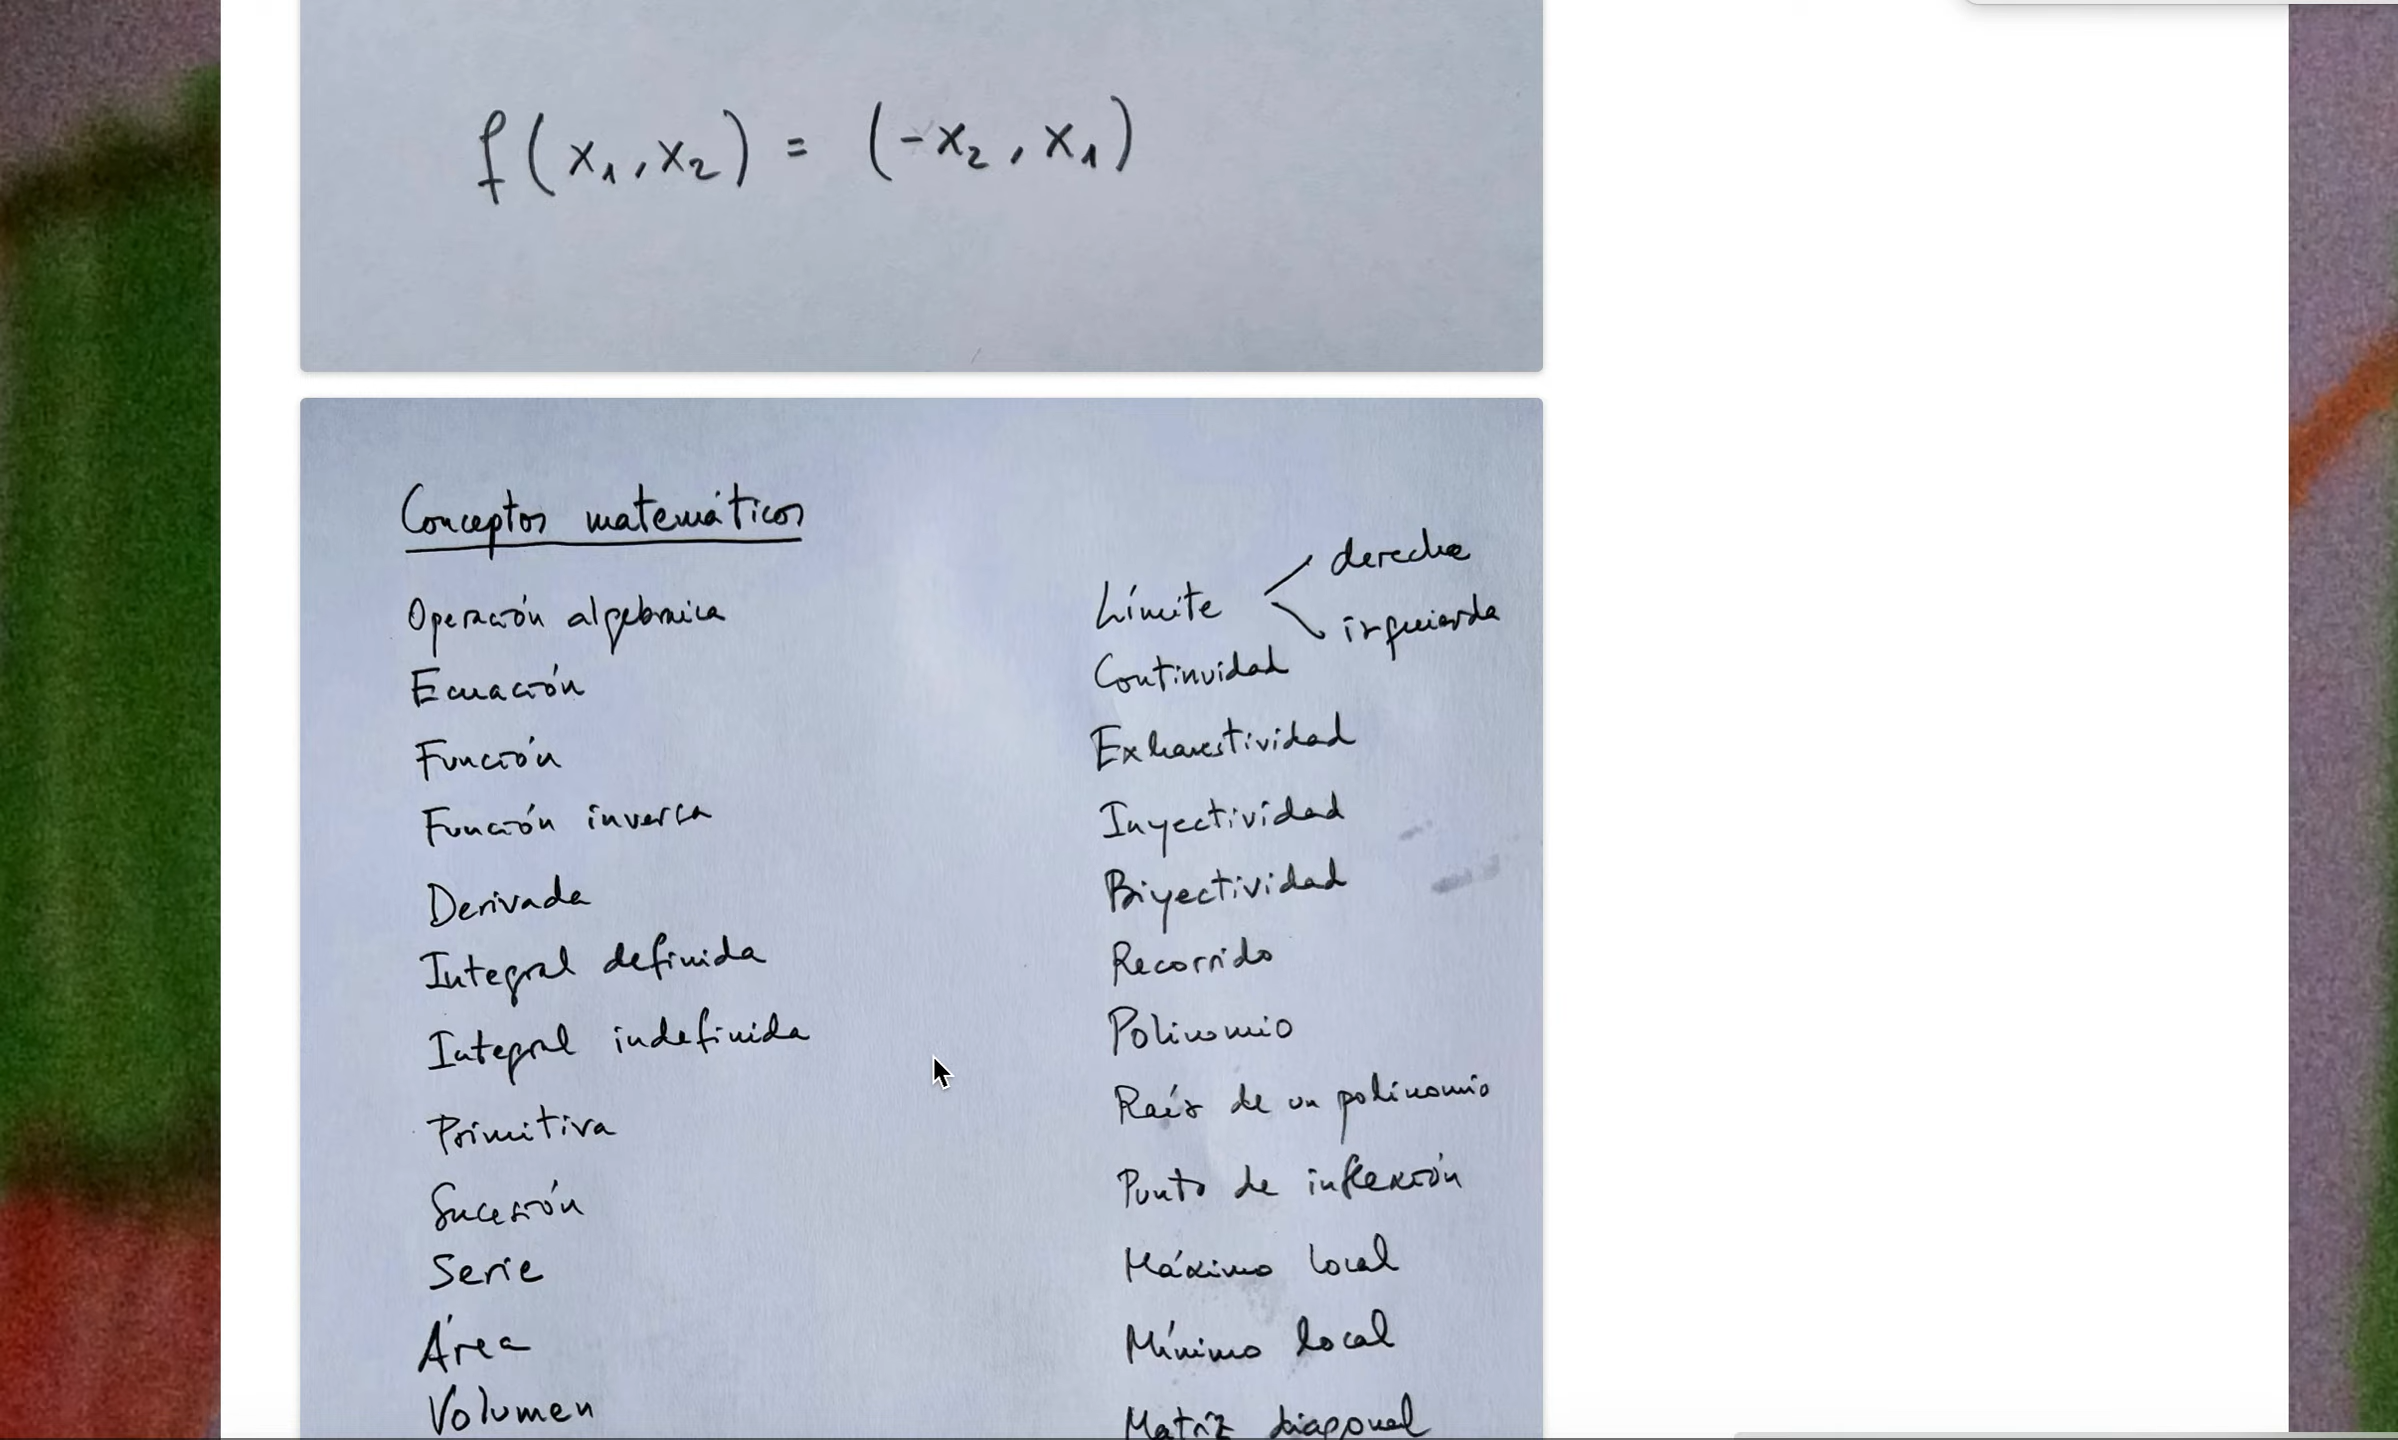 f(x₁,x₂) = (-x₂,x₁)
Conceptos matemáticos
Operación algebraica
Ecuación
Función
Función inversa
Derivada
Integral definida
Integral indefinida
Primitiva
Sucesión
Serie
Área
Volumen
Límite
derecha
izquierda
Continuidad
Exhaustividad
Inyectividad
Biyectividad
Recorrido
Polinomio
Raíz de un polinomio
Punto de inflexión
Máximo local
Mínimo local
Matriz diagonal